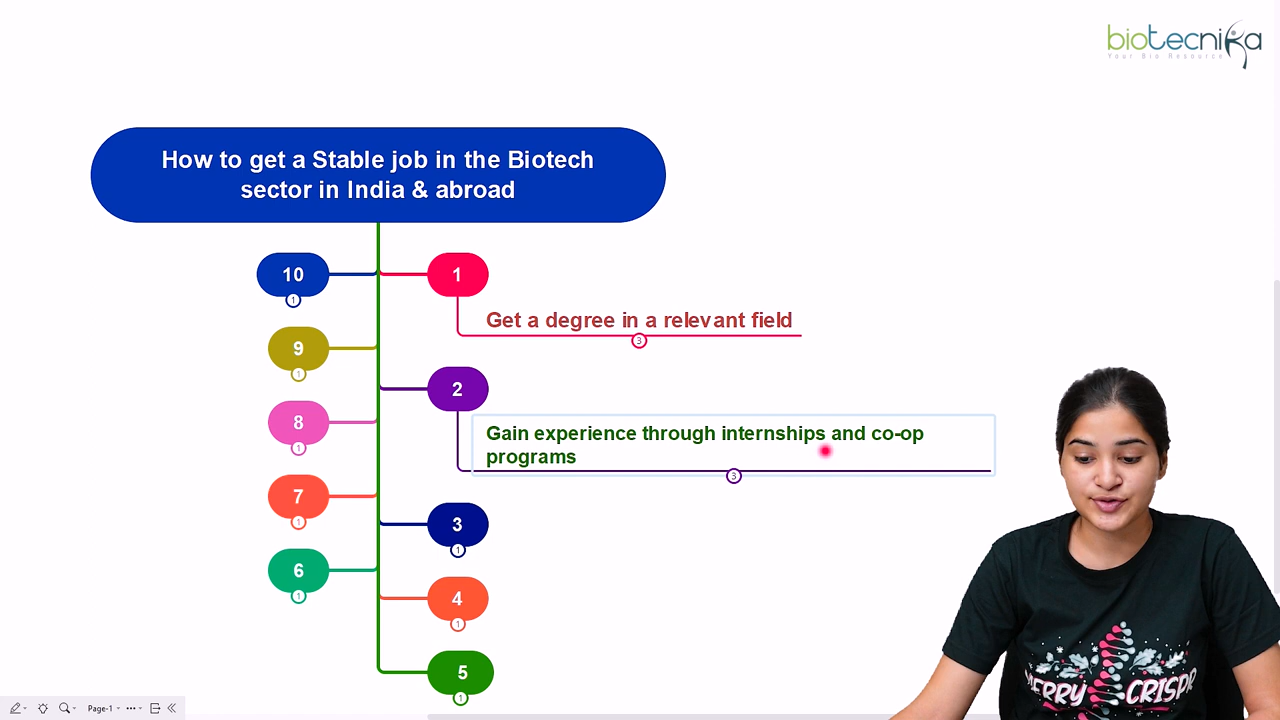 biotecnika
Your Bio Resource
How to get a Stable job in the Biotech
sector in India & abroad
10
1
1
1
Get a degree in a relevant field
3
9
1
2
Gain experience through internships and co-op
programs
3
8
1
7
1
3
1
6
1
4
1
5
1
MERRY CRISPR
Page-1